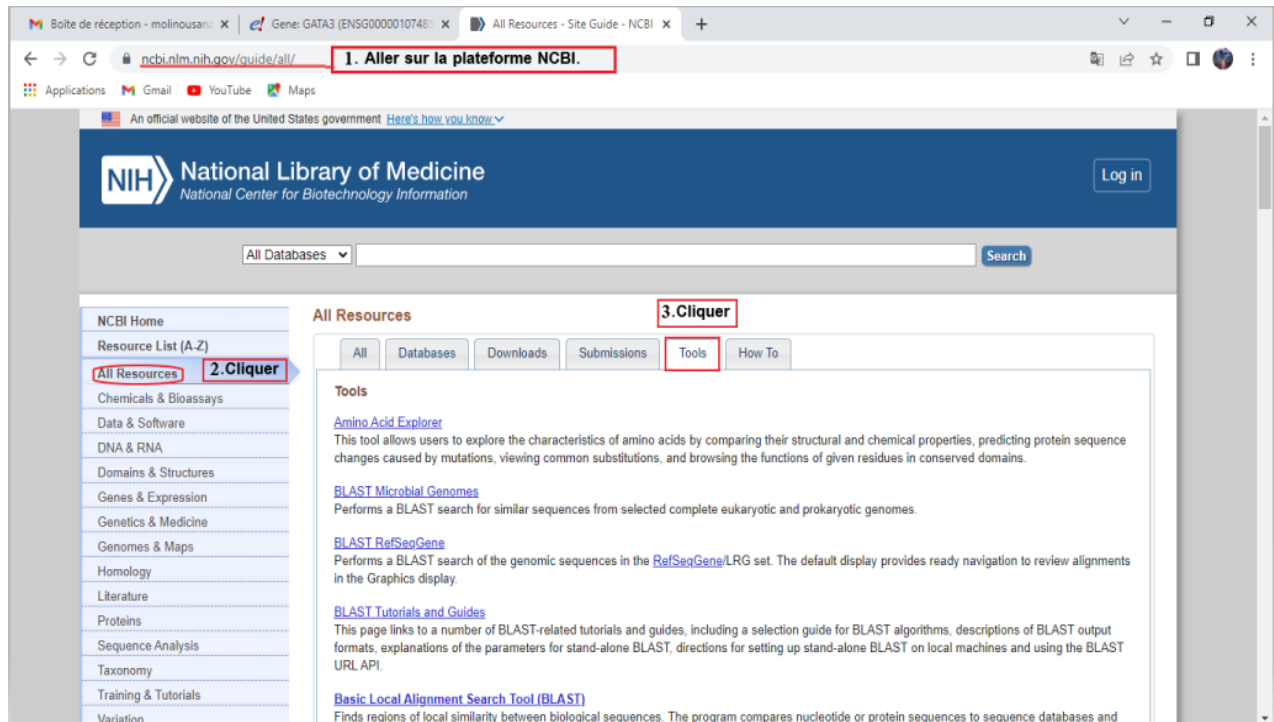 Boîte de réception - molinousan
Gene: GATA3 (ENSG00000107485
All Resources - Site Guide - NCBI
ncbi.nlm.nih.gov/guide/all/
1. Aller sur la plateforme NCBI.
Applications
Gmail
YouTube
Maps
An official website of the United States government Here's how you know
NIH
National Library of Medicine
National Center for Biotechnology Information
Log in
All Databases
Search
NCBI Home
Resource List (A-Z)
All Resources
2.Cliquer
Chemicals & Bioassays
Data & Software
DNA & RNA
Domains & Structures
Genes & Expression
Genetics & Medicine
Genomes & Maps
Homology
Literature
Proteins
Sequence Analysis
Taxonomy
Training & Tutorials
Variation
All Resources
3.Cliquer
All
Databases
Downloads
Submissions
Tools
How To
Tools
Amino Acid Explorer
This tool allows users to explore the characteristics of amino acids by comparing their structural and chemical properties, predicting protein sequence
changes caused by mutations, viewing common substitutions, and browsing the functions of given residues in conserved domains.
BLAST Microbial Genomes
Performs a BLAST search for similar sequences from selected complete eukaryotic and prokaryotic genomes.
BLAST RefSeqGene
Performs a BLAST search of the genomic sequences in the RefSeqGene/LRG set. The default display provides ready navigation to review alignments
in the Graphics display.
BLAST Tutorials and Guides
This page links to a number of BLAST-related tutorials and guides, including a selection guide for BLAST algorithms, descriptions of BLAST output
formats, explanations of the parameters for stand-alone BLAST, directions for setting up stand-alone BLAST on local machines and using the BLAST
URL API.
Basic Local Alignment Search Tool (BLAST)
Finds regions of local similarity between biological sequences. The program compares nucleotide or protein sequences to sequence databases and